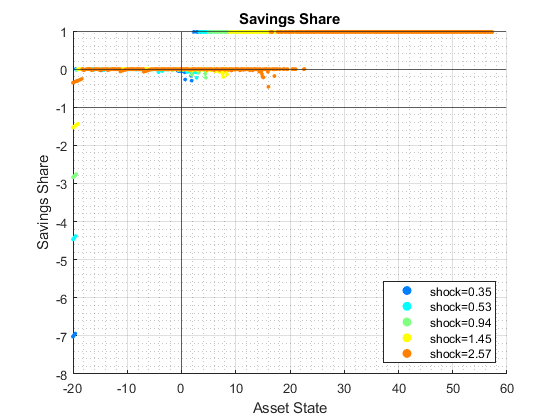 Savings Share
1
0
-1
-2
-3
-4
-5
-6
-7
-8
Savings Share
-20
-10
0
10
20
30
40
50
60
Asset State
shock=0.35
shock=0.53
shock=0.94
shock=1.45
shock=2.57